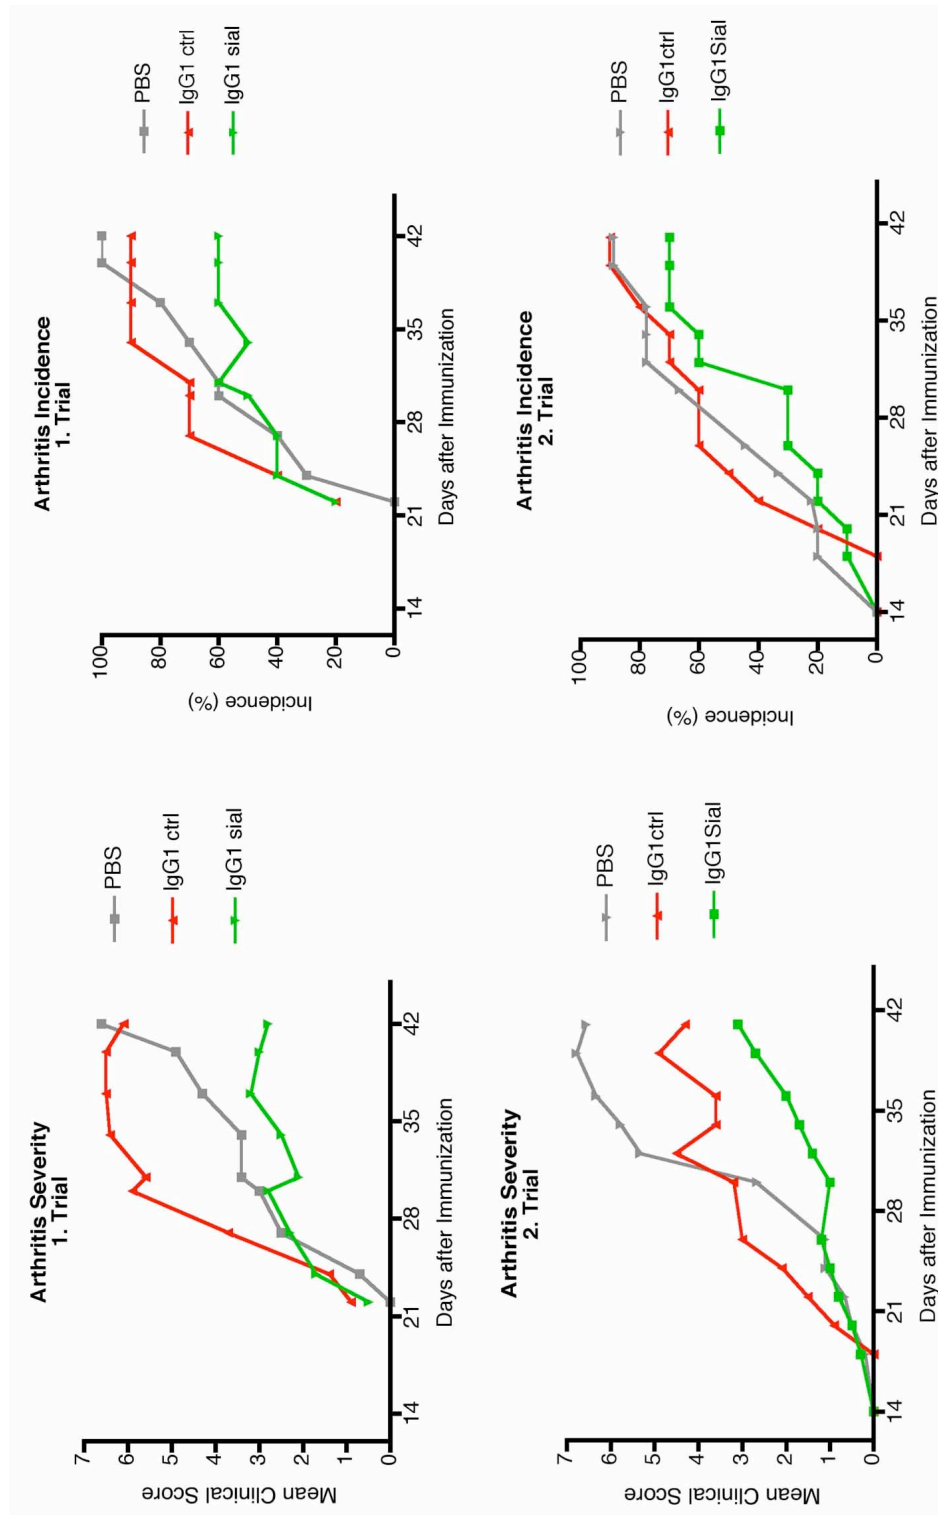 Arthritis Severity
1. Trial
Mean Clinical Score
7
6
5
4
3
2
1
0
14
21
28
35
42
Days after Immunization
PBS
IgG1 ctrl
IgG1 sial
Arthritis Incidence
1. Trial
Incidence (%)
100
80
60
40
20
0
14
21
28
35
42
Days after Immunization
PBS
IgG1 ctrl
IgG1 sial
Arthritis Severity
2. Trial
Mean Clinical Score
7
6
5
4
3
2
1
0
14
21
28
35
42
Days after Immunization
PBS
IgG1ctrl
IgG1Sial
Arthritis Incidence
2. Trial
Incidence (%)
100
80
60
40
20
0
14
21
28
35
42
Days after Immunization
PBS
IgG1ctrl
IgG1Sial